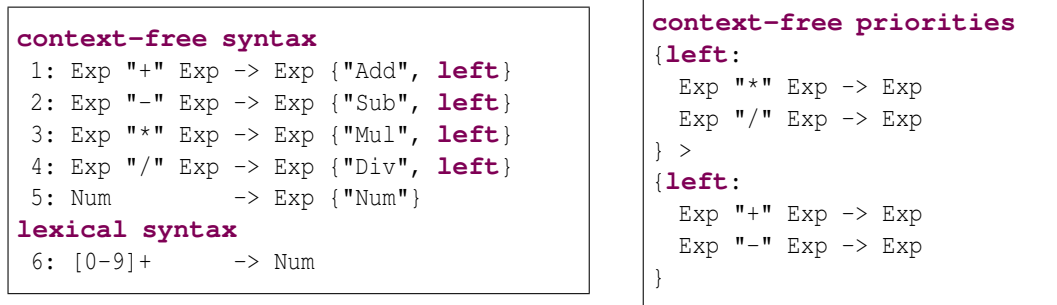 context-free syntax
1: Exp "+" Exp -> Exp {"Add", left}
2: Exp "-" Exp -> Exp {"Sub", left}
3: Exp "*" Exp -> Exp {"Mul", left}
4: Exp "/" Exp -> Exp {"Div", left}
5: Num -> Exp {"Num"}
lexical syntax
6: [0-9]+ -> Num
context-free priorities
{left:
Exp "*" Exp -> Exp
Exp "/" Exp -> Exp
} >
{left:
Exp "+" Exp -> Exp
Exp "-" Exp -> Exp
}